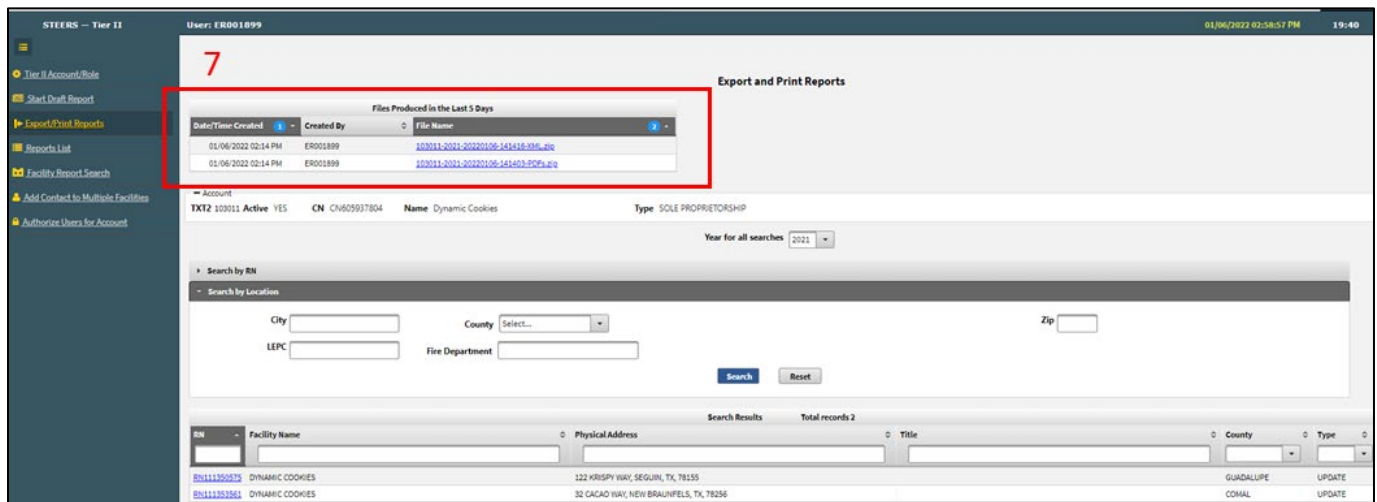 STEERS — Tier II User: ER001899 01/06/2022 02:58:57 PM 19:40
7
Tier II Account/Role
Start Draft Report
Export/Print Reports
Reports List
Facility Report Search
Add Contact to Multiple Facilities
Authorize Users for Account
Export and Print Reports
Files Produced in the Last 5 Days
Date/Time Created 1 Created By File Name 2
01/06/2022 02:14 PM ER001899 103011-2021-20220106-141416-XML.zip
01/06/2022 02:14 PM ER001899 103011-2021-20220106-141403-PDFs.zip
Account
TXT2 103011 Active YES CN CN605937804 Name Dynamic Cookies Type SOLE PROPRIETORSHIP
Year for all searches 2021
Search by RN
Search by Location
City County Select... Zip
LEPC Fire Department
Search Reset
Search Results Total records 2
RN Facility Name Physical Address Title County Type
RN111350575 DYNAMIC COOKIES 122 KRISPY WAY, SEGUIN, TX, 78155 GUADALUPE UPDATE
RN111353561 DYNAMIC COOKIES 32 CACAO WAY, NEW BRAUNFELS, TX, 78256 COMAL UPDATE